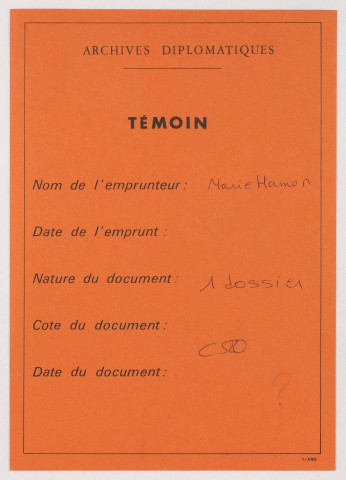 ARCHIVES DIPLOMATIQUES
TÉMOIN
Nom de l'emprunteur : Marie Hamon
Date de l'emprunt :
Nature du document : 1 dossier
Cote du document :
C 580
Date du document :
?